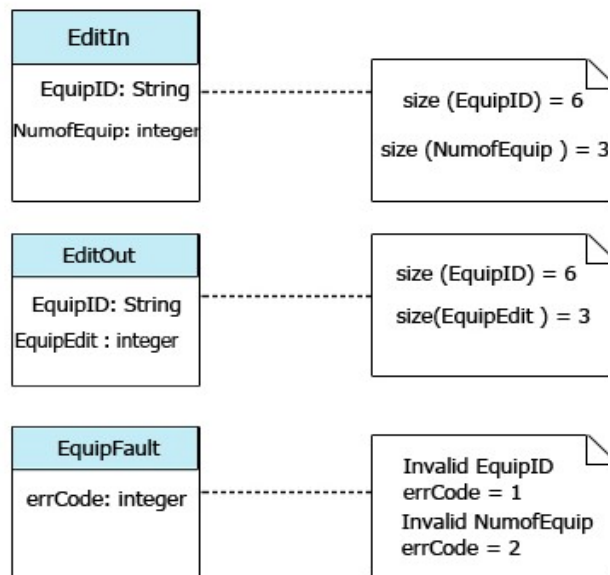 EditIn
EquipID: String
NumofEquip: integer
size (EquipID) = 6
size (NumofEquip ) = 3
EditOut
EquipID: String
EquipEdit : integer
size (EquipID) = 6
size(EquipEdit ) = 3
EquipFault
errCode: integer
Invalid EquipID
errCode = 1
Invalid NumofEquip
errCode = 2